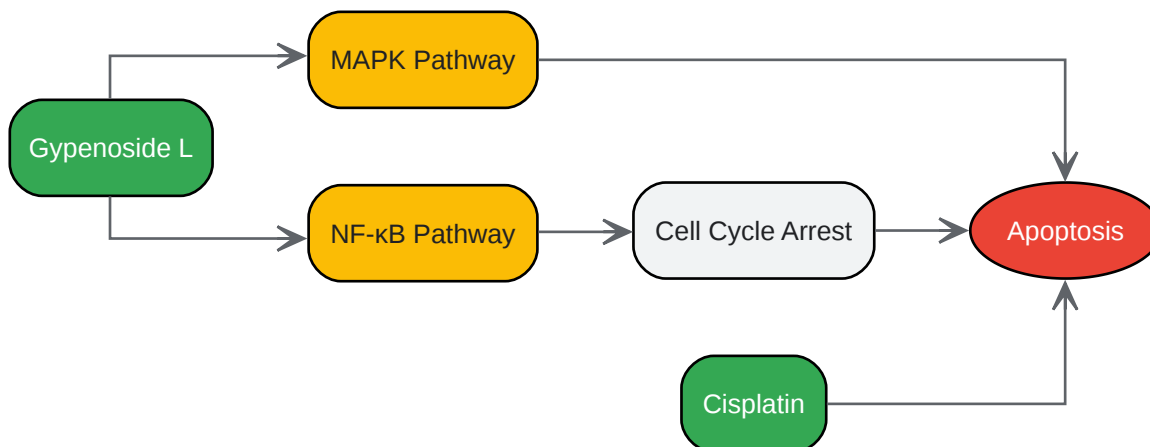 MAPK Pathway
Gypenoside L
NF-κB Pathway
Cell Cycle Arrest
Apoptosis
Cisplatin